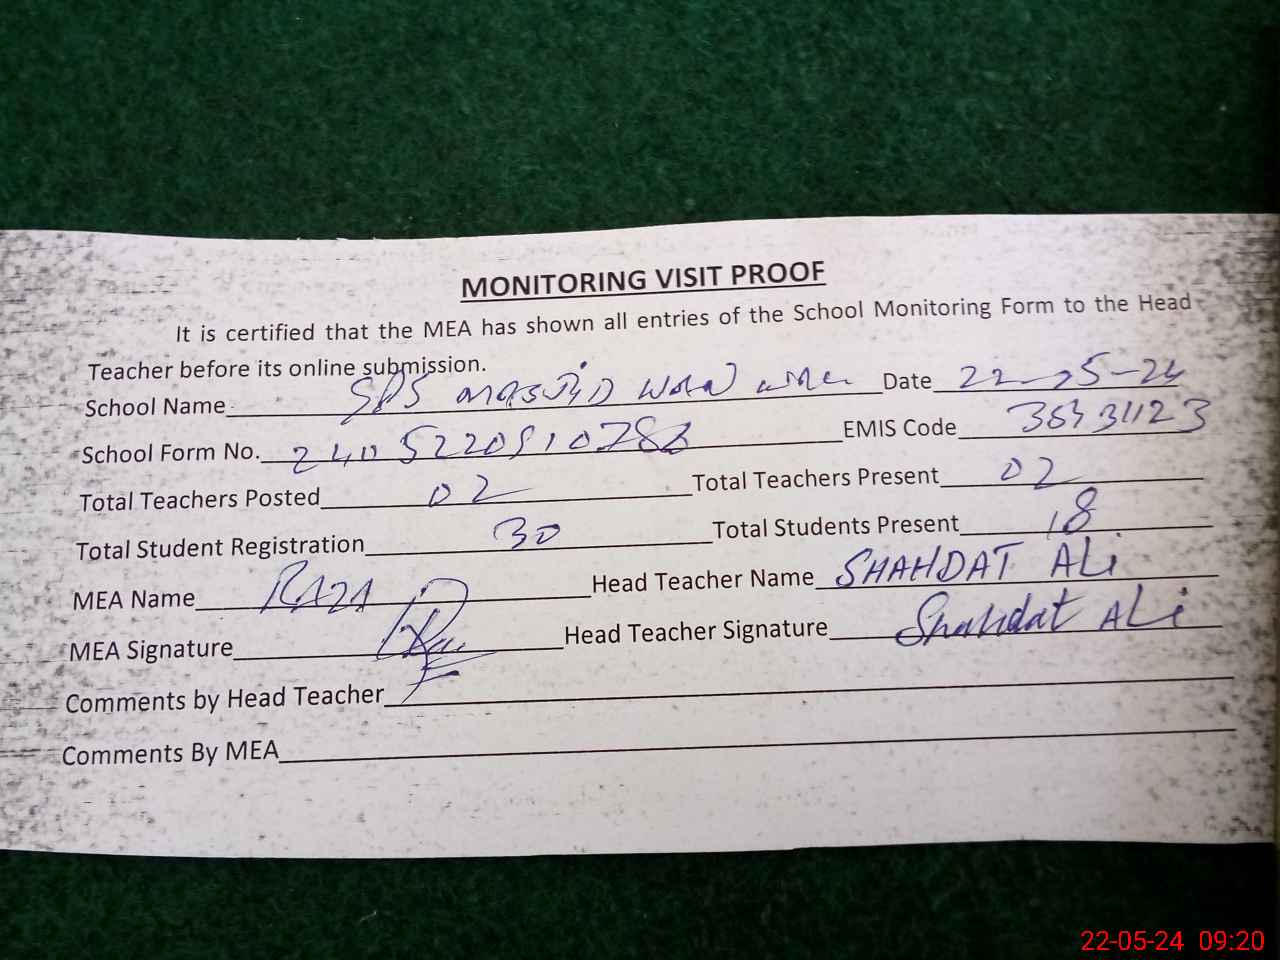 MONITORING VISIT PROOF
It is certified that the MEA has shown all entries of the School Monitoring Form to the Head
Teacher before its online submission.
School Name MASJID Date 22-5-24
School Form No. EMIS Code
Total Teachers Posted 02 Total Teachers Present 02
Total Student Registration 30 Total Students Present 18
MEA Name RAZA Head Teacher Name SHAHDAT ALi
MEA Signature Head Teacher Signature Shahdat ALi
Comments by Head Teacher
Comments By MEA
22-05-24 09:20